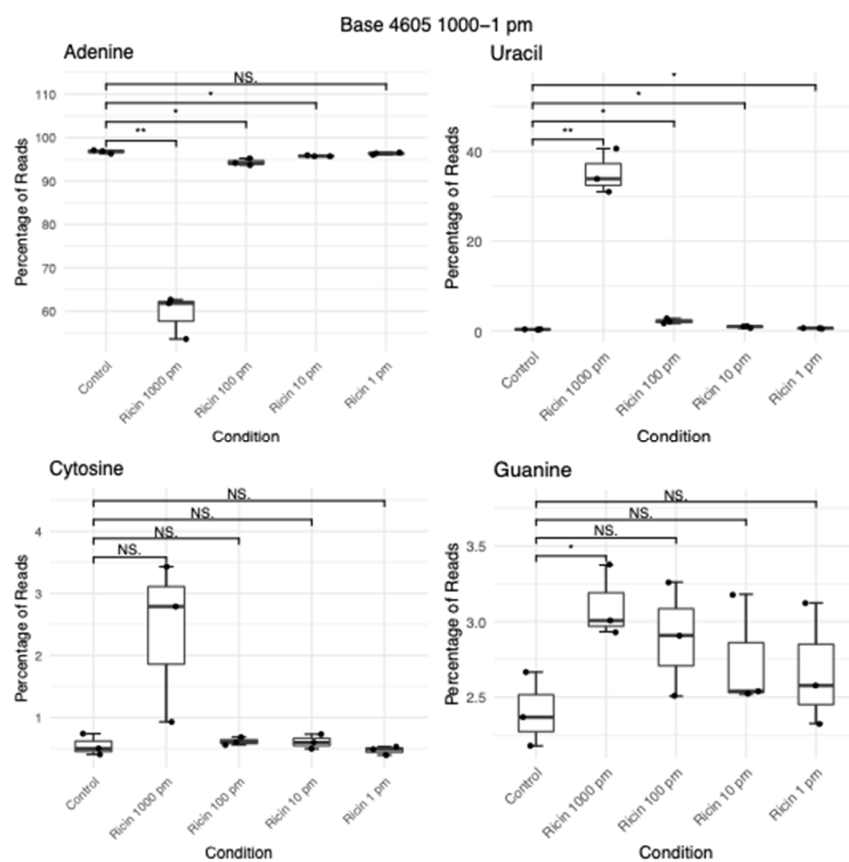 Base 4605 1000−1 pm
Adenine
Percentage of Reads
110
100
90
80
70
60
NS.
*
*
**
Control
Ricin 1000 pm
Ricin 100 pm
Ricin 10 pm
Ricin 1 pm
Condition
Uracil
Percentage of Reads
40
20
0
*
*
*
**
Control
Ricin 1000 pm
Ricin 100 pm
Ricin 10 pm
Ricin 1 pm
Condition
Cytosine
Percentage of Reads
4
3
2
1
NS.
NS.
NS.
NS.
Control
Ricin 1000 pm
Ricin 100 pm
Ricin 10 pm
Ricin 1 pm
Condition
Guanine
Percentage of Reads
3.5
3.0
2.5
NS.
NS.
NS.
*
Control
Ricin 1000 pm
Ricin 100 pm
Ricin 10 pm
Ricin 1 pm
Condition